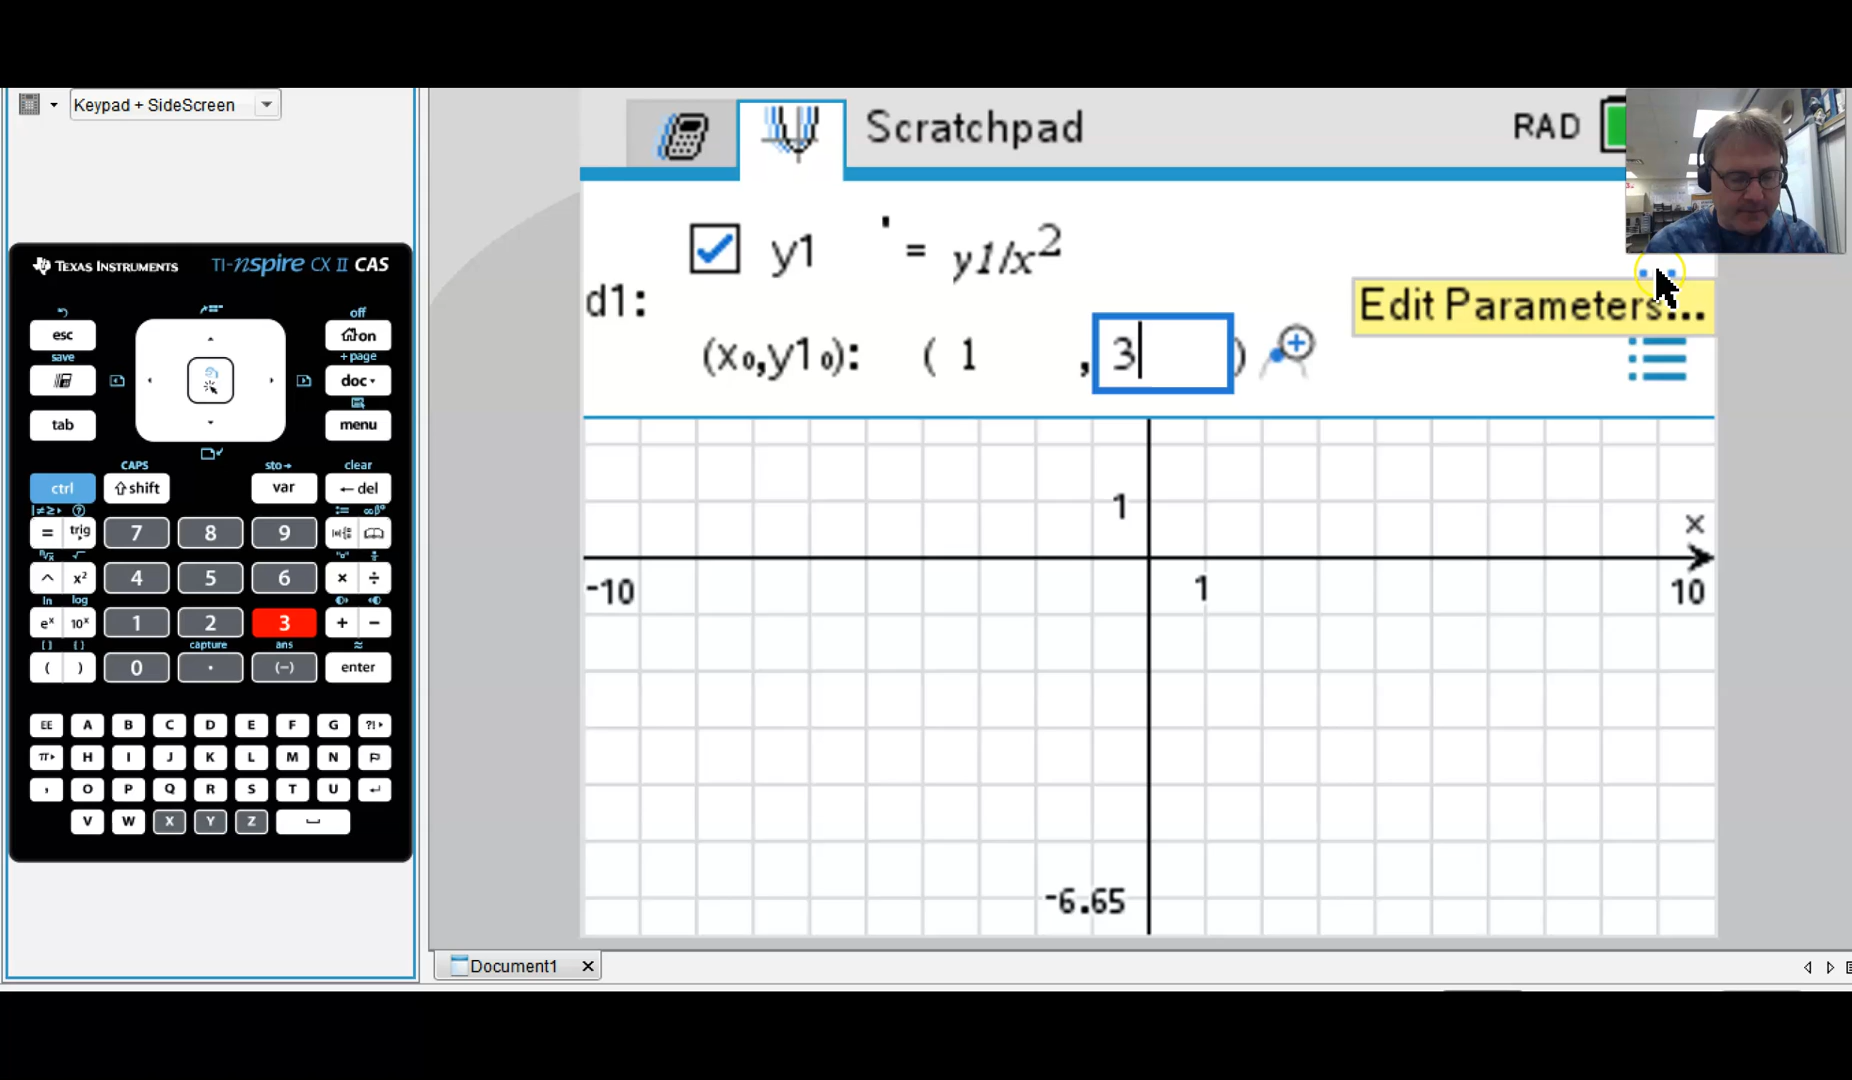 Keypad + SideScreen
TEXAS INSTRUMENTS TI-nspire CX II CAS
off
esc
on
save
+ page
doc
tab
menu
CAPS
sto→
clear
ctrl
shift
var
← del
|≠≥▸
:=
∞β°
=
trig
7
8
9
^
x²
4
5
6
×
÷
ln
log
eˣ
10ˣ
1
2
3
+
−
[ ]
{ }
capture
ans
≈
(
)
0
.
(−)
enter
EE
A
B
C
D
E
F
G
?!▸
π▸
H
I
J
K
L
M
N
,
O
P
Q
R
S
T
U
V
W
X
Y
Z
Scratchpad
RAD
y1 ' = y1/x²
d1:
Edit Parameters...
(x₀,y1₀): ( 1 , 3 )
1
x
-10
1
10
-6.65
Document1